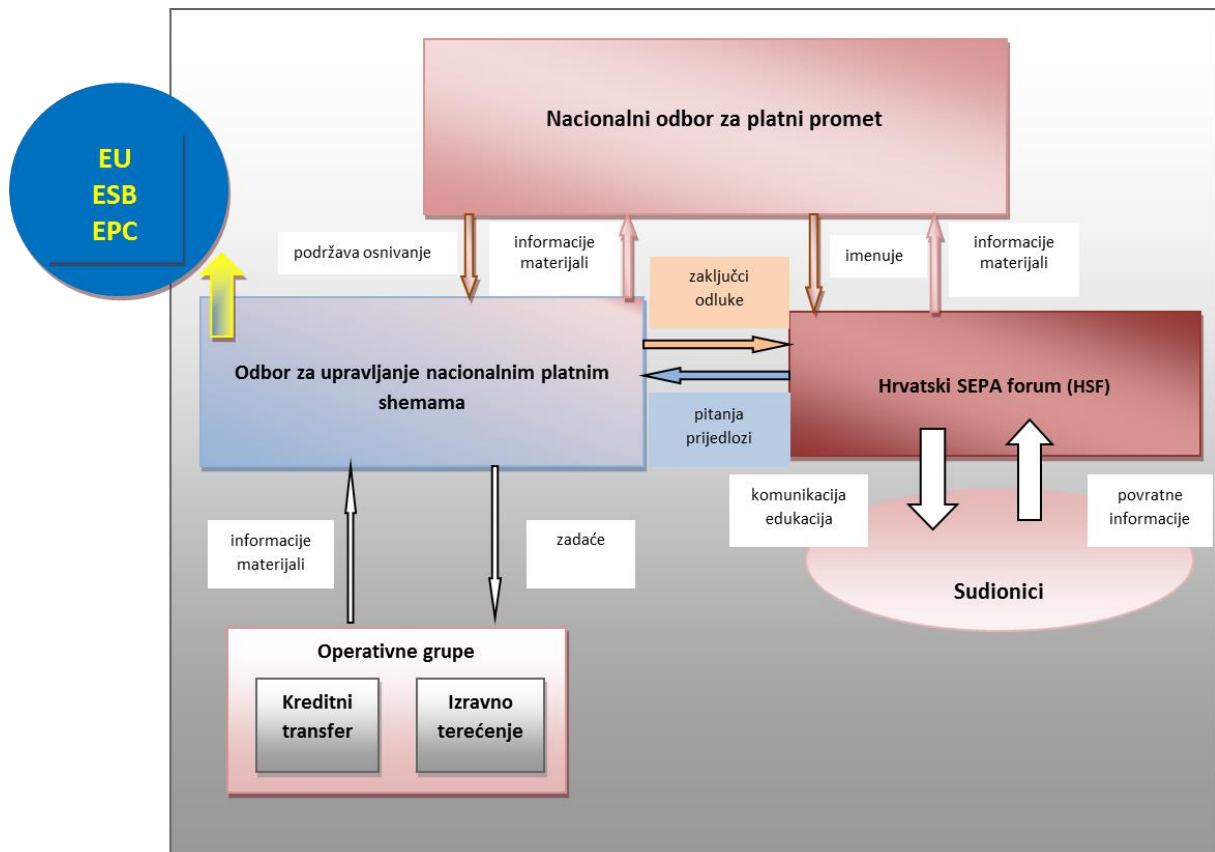 Nacionalni odbor za platni promet
EU
ESB
EPC
podržava osnivanje
informacije
materijali
imenuje
informacije
materijali
zaključci
odluke
Odbor za upravljanje nacionalnim platnim
shemama
Hrvatski SEPA forum (HSF)
pitanja
prijedlozi
komunikacija
edukacija
povratne
informacije
informacije
materijali
zadaće
Sudionici
Operativne grupe
Kreditni
transfer
Izravno
terećenje